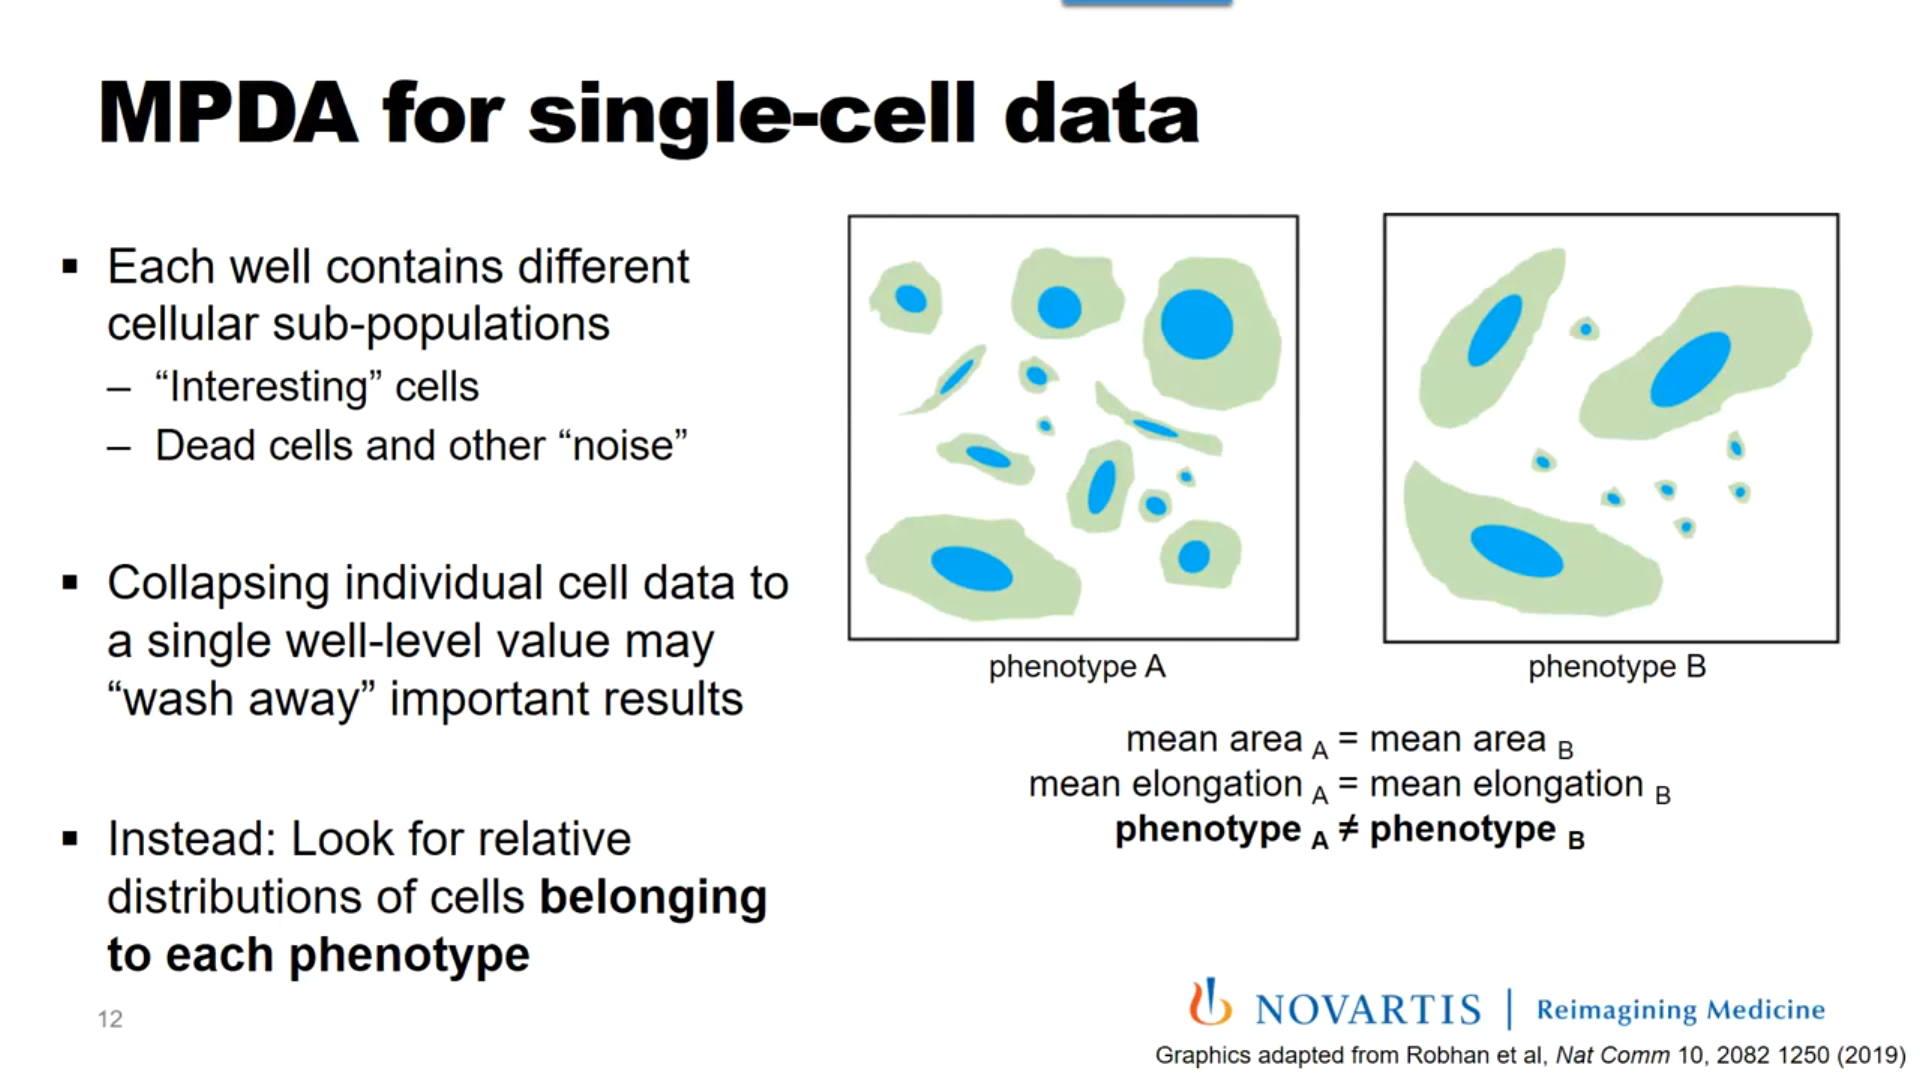 MPDA for single-cell data
▪ Each well contains different
cellular sub-populations
– “Interesting” cells
– Dead cells and other “noise”
▪ Collapsing individual cell data to
a single well-level value may
“wash away” important results
▪ Instead: Look for relative
distributions of cells belonging
to each phenotype
phenotype A
phenotype B
mean area A = mean area B
mean elongation A = mean elongation B
phenotype A ≠ phenotype B
12
NOVARTIS | Reimagining Medicine
Graphics adapted from Robhan et al, Nat Comm 10, 2082 1250 (2019)